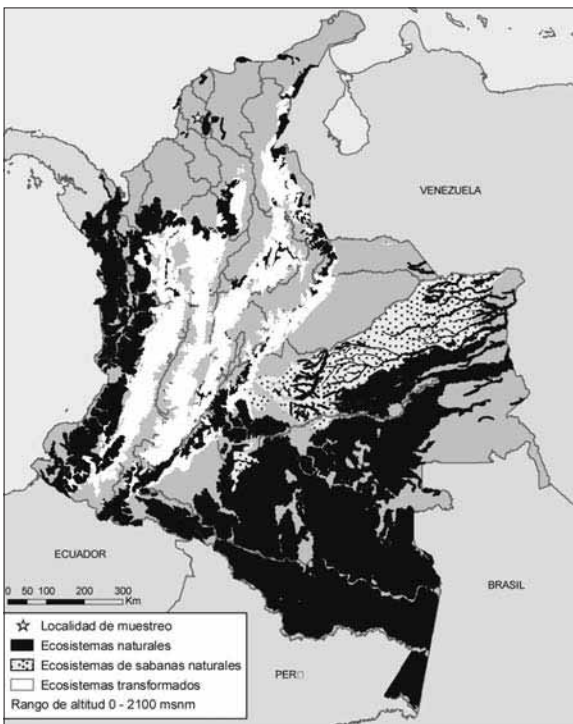 VENEZUELA
ECUADOR
BRASIL
PER□
0 50 100 200 300
Km
Localidad de muestreo
Ecosistemas naturales
Ecosistemas de sabanas naturales
Ecosistemas transformados
Rango de altitud 0 - 2100 msnm